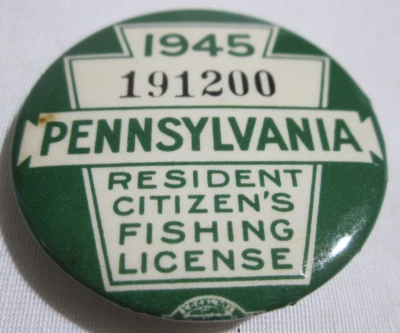 1945
191200
PENNSYLVANIA
RESIDENT
CITIZEN'S
FISHING
LICENSE